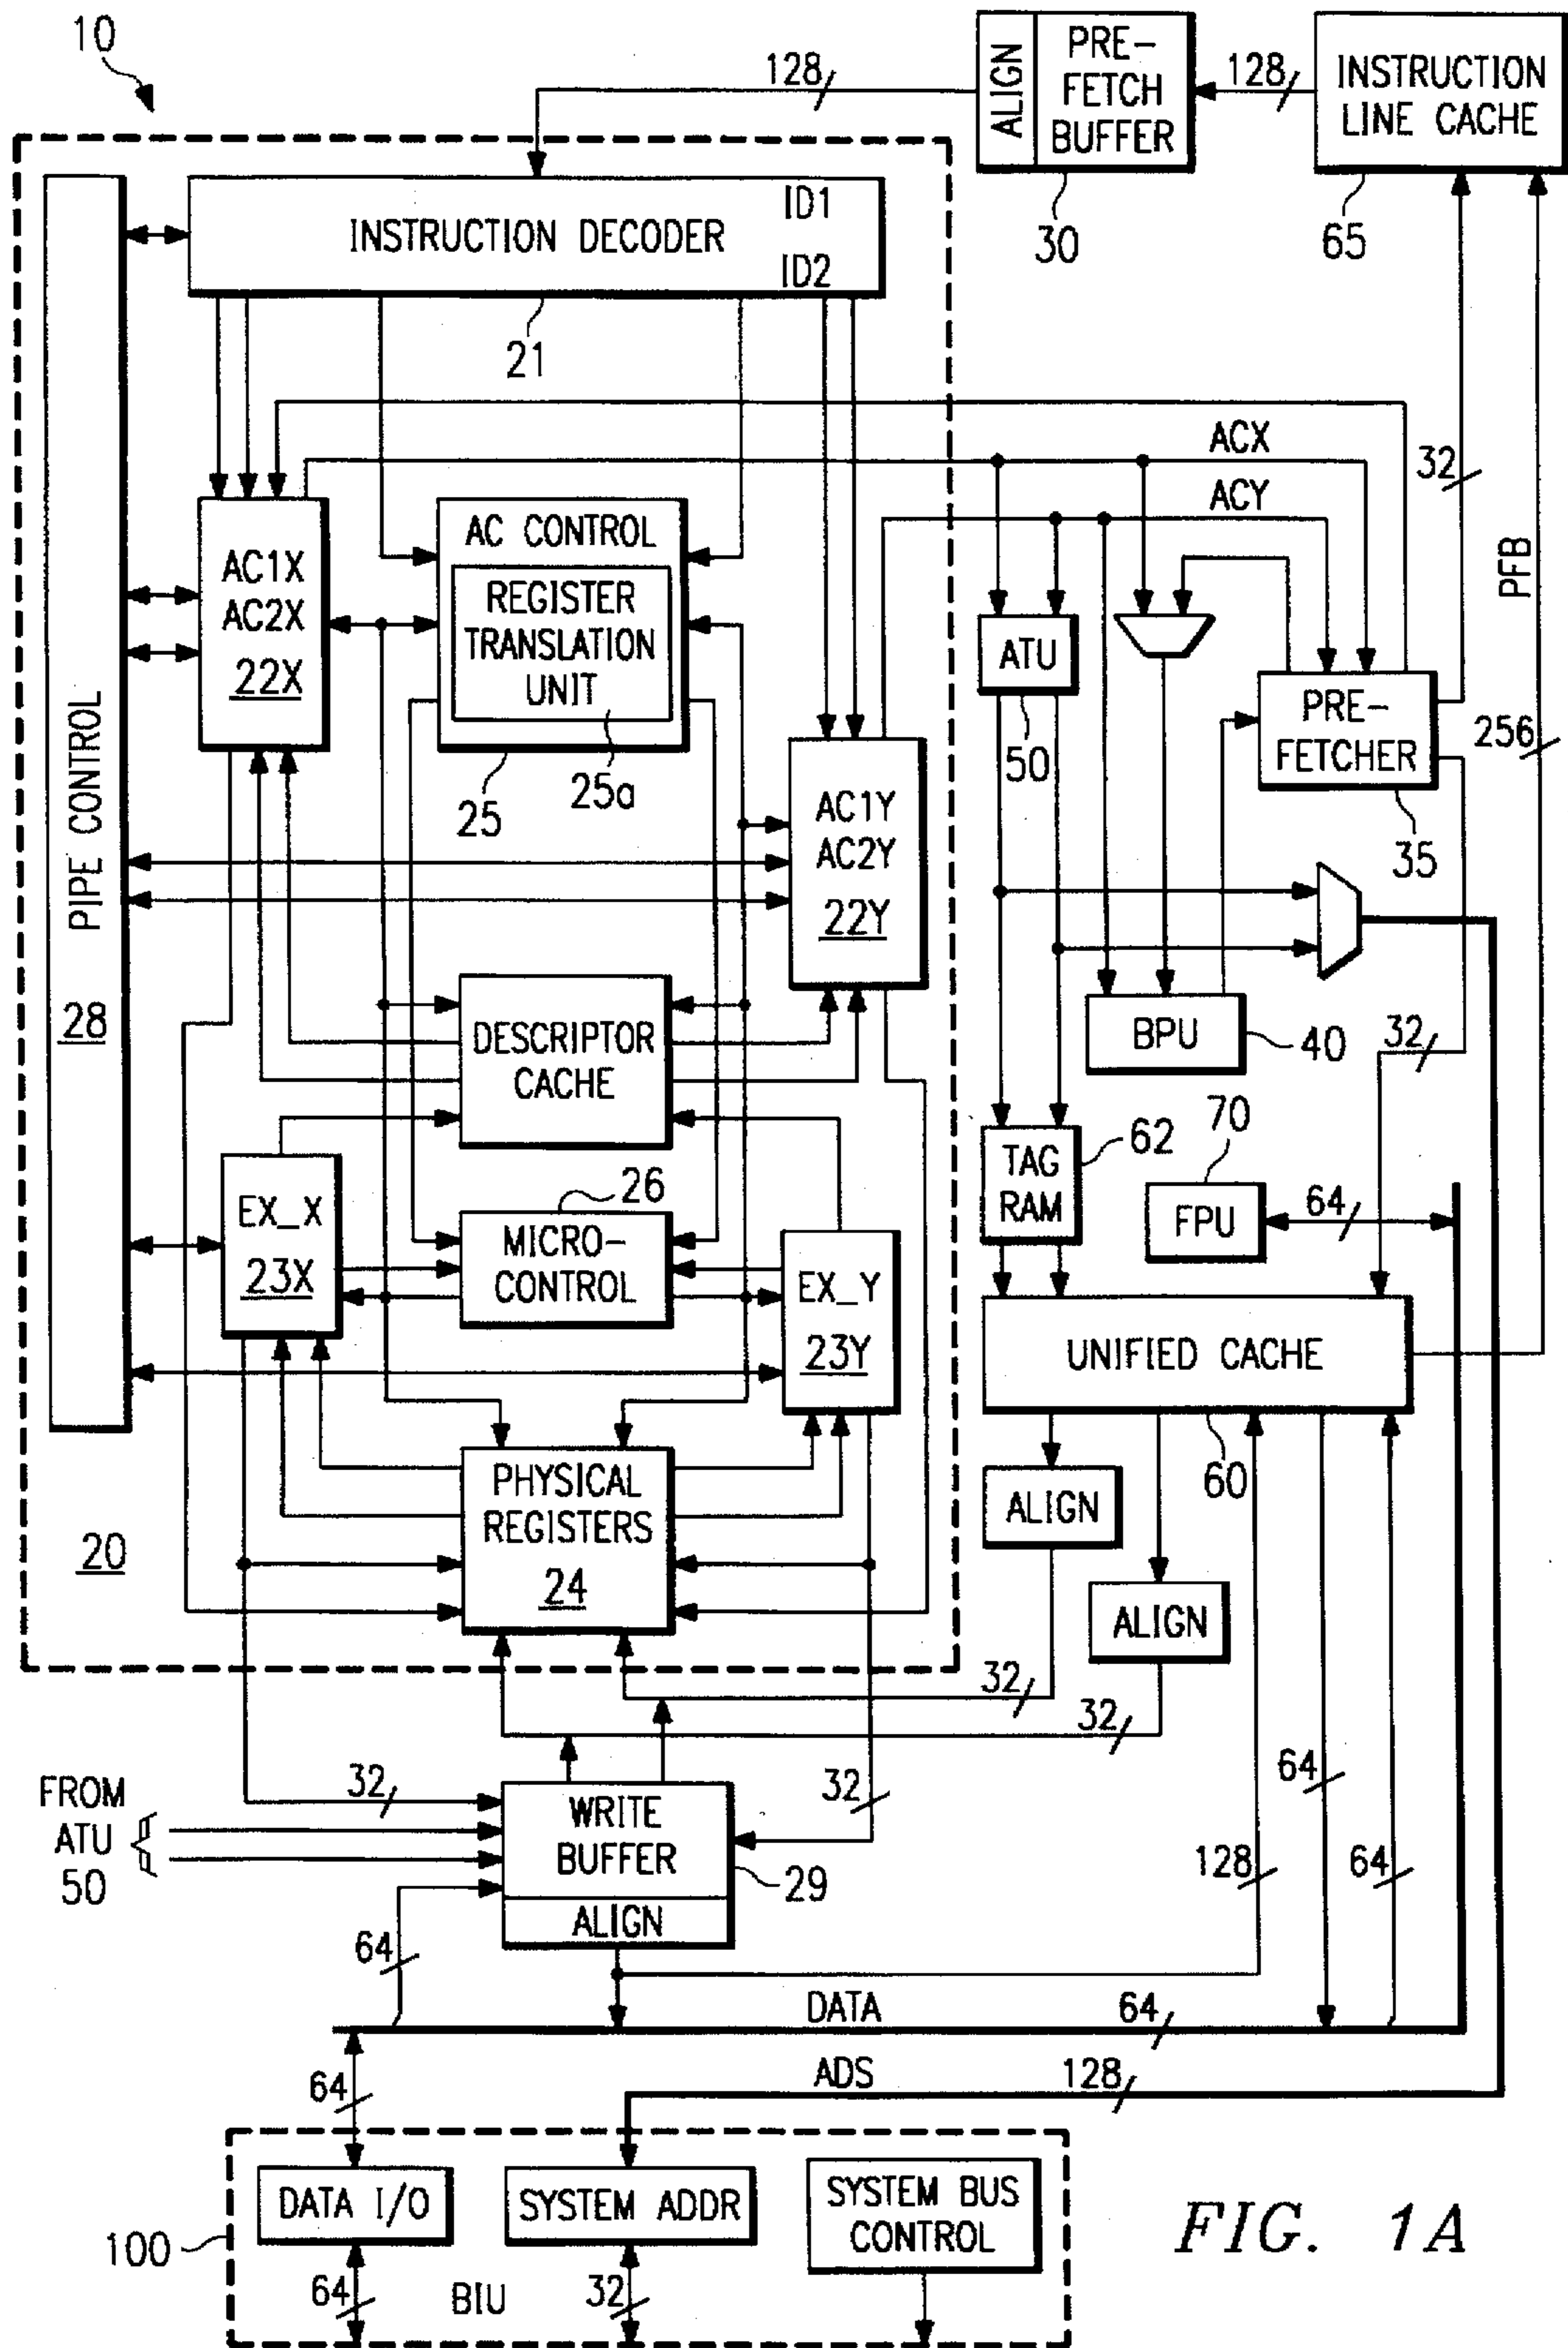 10
128
ALIGN
PRE-
FETCH
BUFFER
30
128
INSTRUCTION
LINE CACHE
65
INSTRUCTION DECODER
ID1
ID2
21
PIPE CONTROL
28
AC1X
AC2X
22X
AC CONTROL
REGISTER
TRANSLATION
UNIT
25
25a
ACX
ACY
32
PFB
256
ATU
50
PRE-
FETCHER
35
AC1Y
AC2Y
22Y
DESCRIPTOR
CACHE
BPU
40
32
TAG
RAM
62
70
FPU
64
EX_X
23X
26
MICRO-
CONTROL
EX_Y
23Y
UNIFIED CACHE
60
PHYSICAL
REGISTERS
24
20
ALIGN
ALIGN
32
32
FROM
ATU
50
32
WRITE
BUFFER
ALIGN
29
32
64
128
64
64
DATA
64
ADS
128
64
DATA I/O
SYSTEM ADDR
SYSTEM BUS
CONTROL
100
64
BIU
32
FIG. 1A